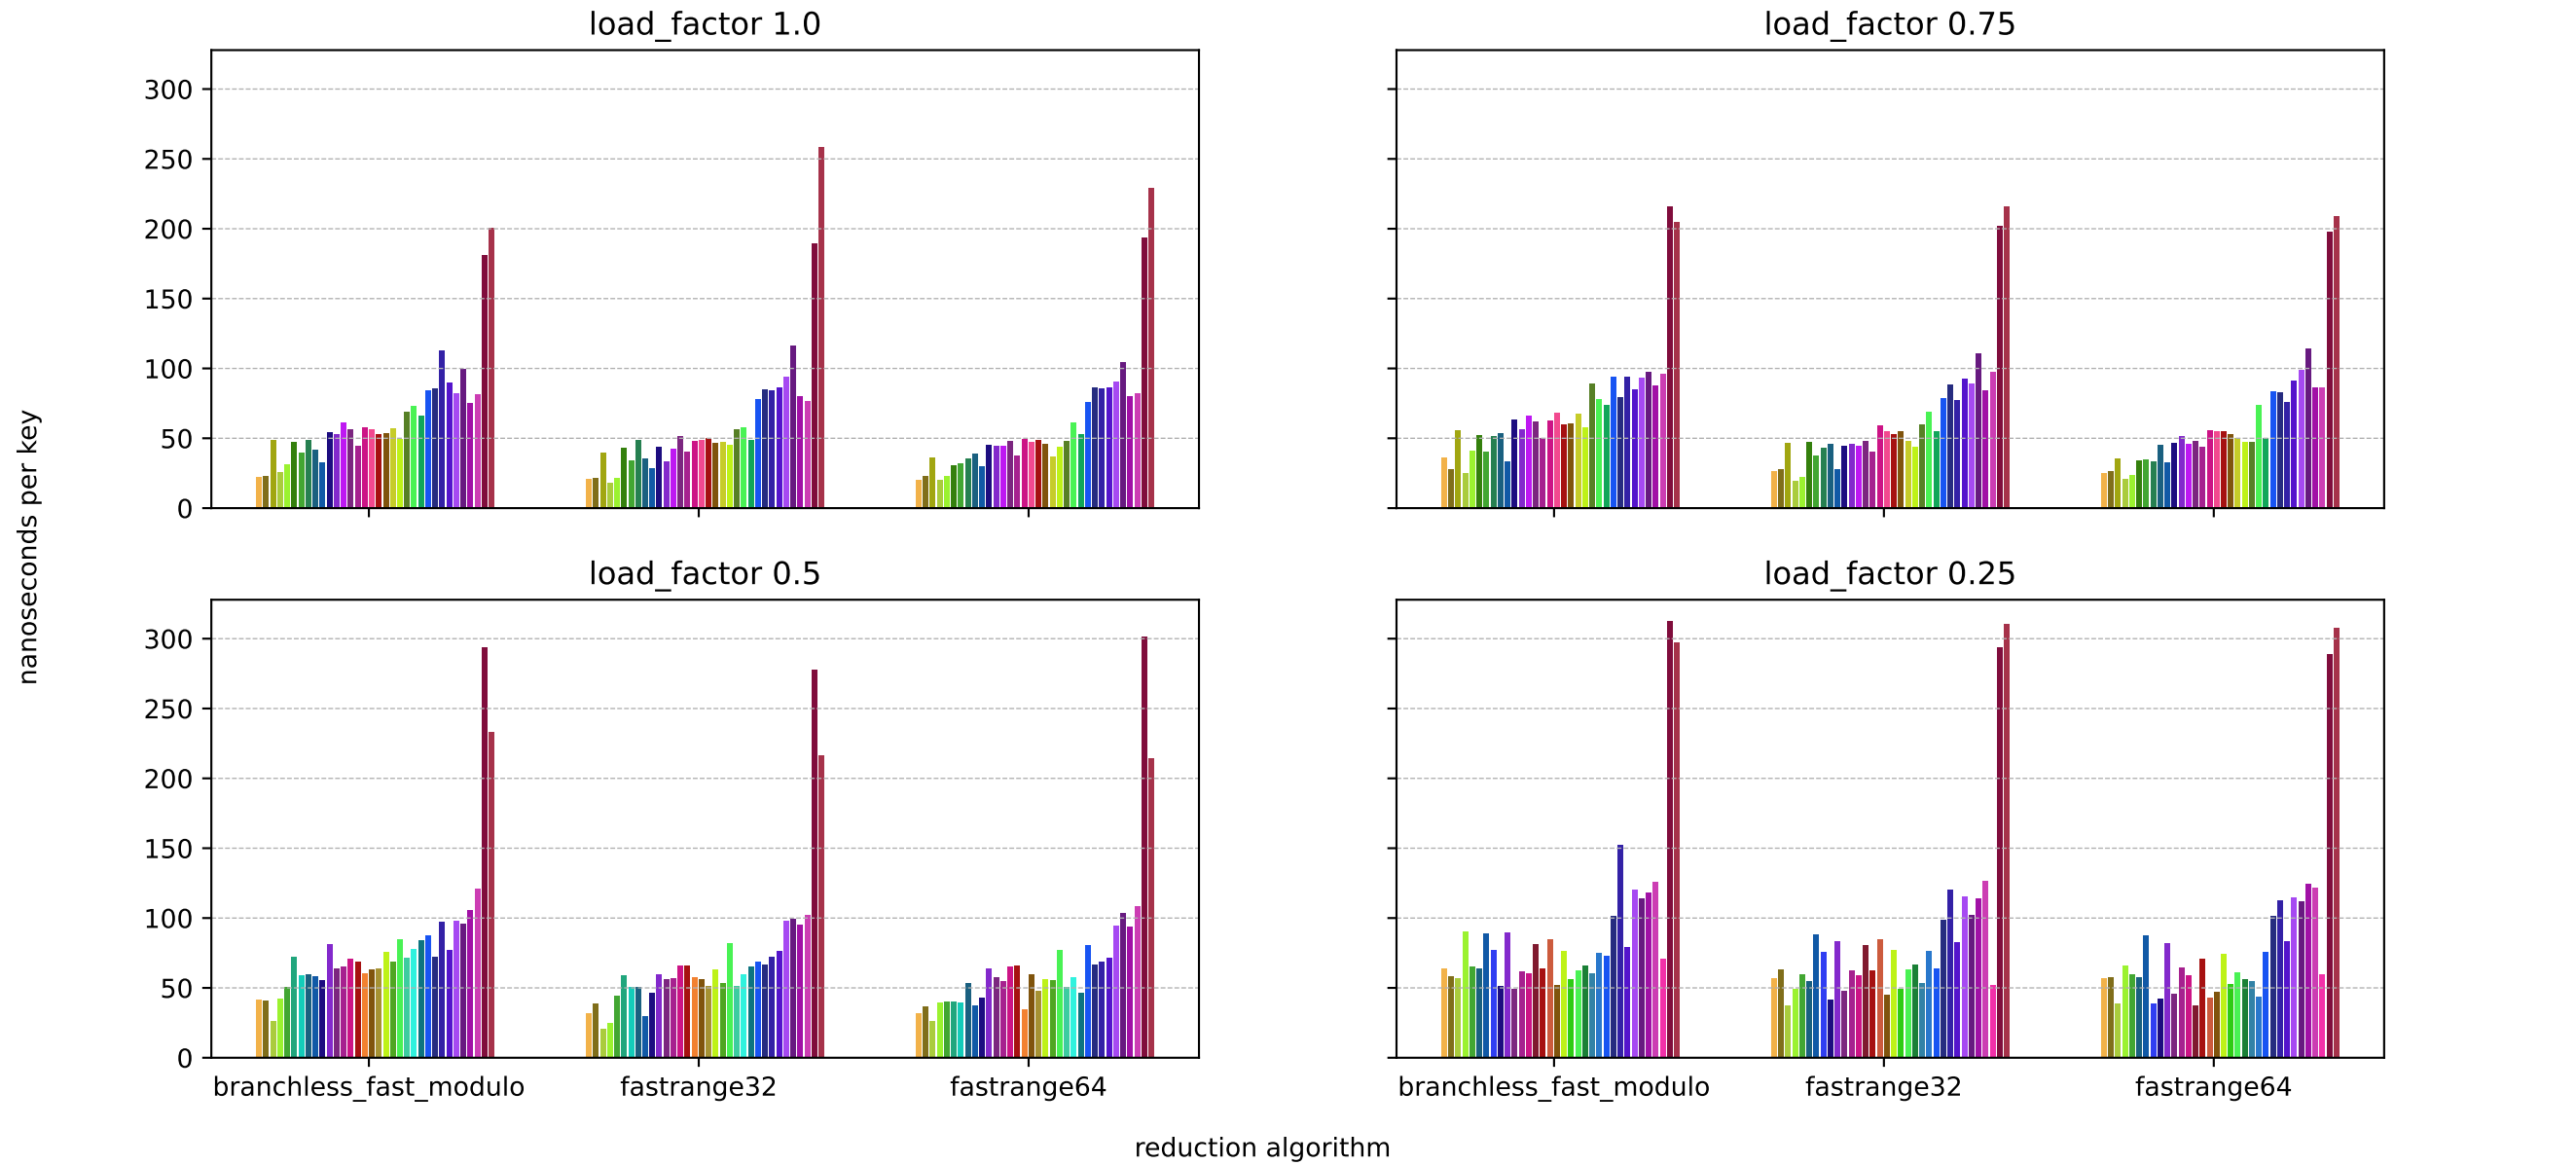 load_factor 1.0
load_factor 0.75
300
250
200
150
100
50
0
nanoseconds per key
load_factor 0.5
load_factor 0.25
300
250
200
150
100
50
0
branchless_fast_modulo fastrange32 fastrange64
branchless_fast_modulo fastrange32 fastrange64
reduction algorithm